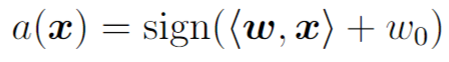 a(x) = sign(⟨w, x⟩ + w₀)